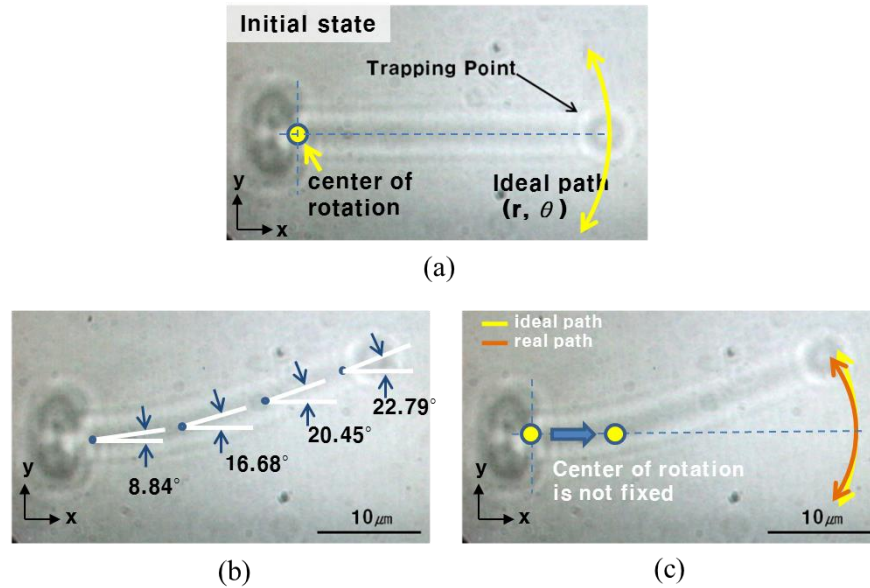 Initial state
Trapping Point
center of
rotation
Ideal path
(r, θ)
y
x
(a)
8.84°
16.68°
20.45°
22.79°
y
x
10㎛
(b)
ideal path
real path
Center of rotation
is not fixed
y
x
10㎛
(c)